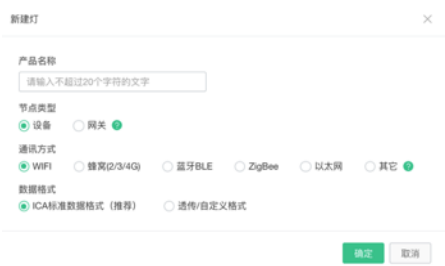 新建灯
产品名称
请输入不超过20个字符的文字
节点类型
设备 网关
通讯方式
WIFI 蜂窝(2/3/4G) 蓝牙BLE ZigBee 以太网 其它
数据格式
ICA标准数据格式（推荐） 透传/自定义格式
确定 取消